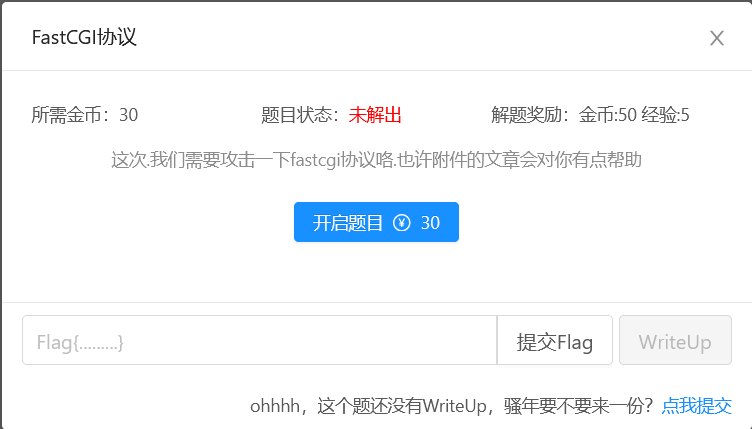 FastCGI协议
所需金币：30 题目状态：未解出 解题奖励：金币:50 经验:5
这次.我们需要攻击一下fastcgi协议咯.也许附件的文章会对你有点帮助
开启题目 ¥ 30
Flag{.........} 提交Flag WriteUp
ohhhh，这个题还没有WriteUp，骚年要不要来一份？点我提交